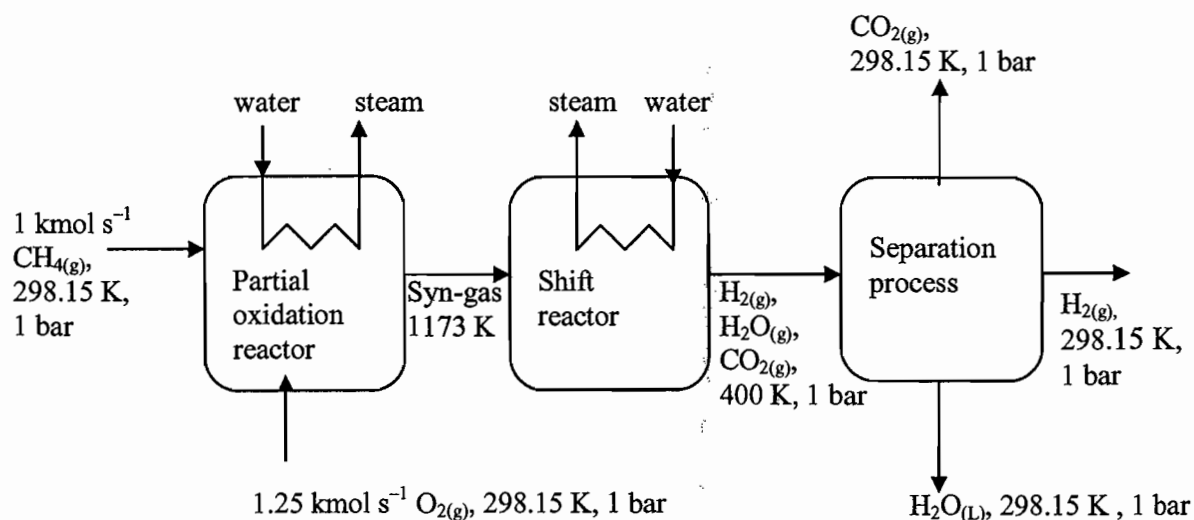 CO₂(g),
298.15 K, 1 bar
water steam
steam water
1 kmol s⁻¹
CH₄(g),
298.15 K,
1 bar
Partial
oxidation
reactor
Syn-gas
1173 K
Shift
reactor
H₂(g),
H₂O(g),
CO₂(g),
400 K, 1 bar
Separation
process
H₂(g),
298.15 K,
1 bar
1.25 kmol s⁻¹ O₂(g), 298.15 K, 1 bar
H₂O(L), 298.15 K , 1 bar